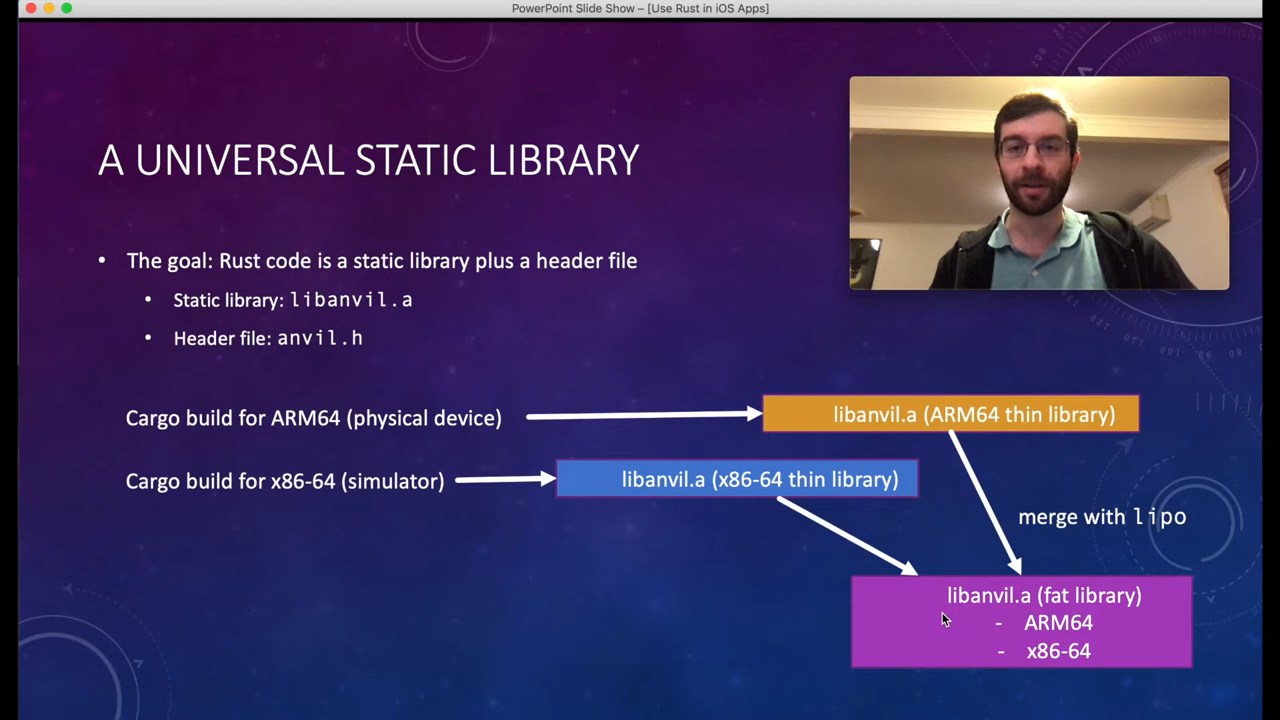 PowerPoint Slide Show – [Use Rust in iOS Apps]
A UNIVERSAL STATIC LIBRARY
• The goal: Rust code is a static library plus a header file
• Static library: libanvil.a
• Header file: anvil.h
Cargo build for ARM64 (physical device)
libanvil.a (ARM64 thin library)
Cargo build for x86-64 (simulator)
libanvil.a (x86-64 thin library)
merge with lipo
libanvil.a (fat library)
- ARM64
- x86-64